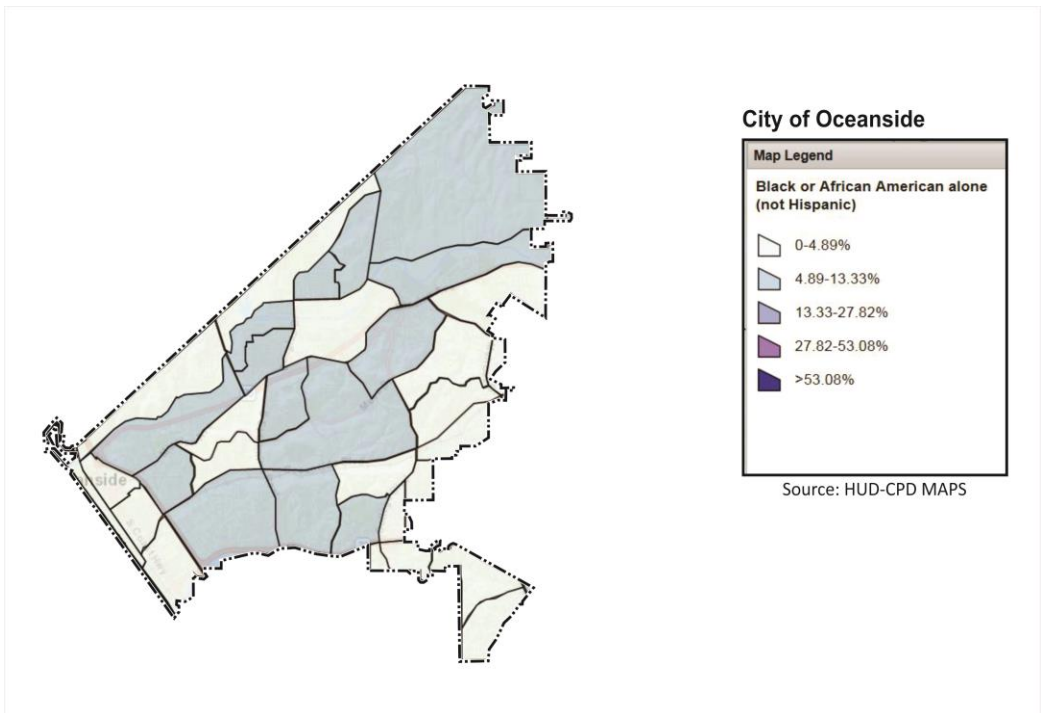 City of Oceanside
Map Legend
Black or African American alone
(not Hispanic)
0-4.89%
4.89-13.33%
13.33-27.82%
27.82-53.08%
>53.08%
Source: HUD-CPD MAPS
nside